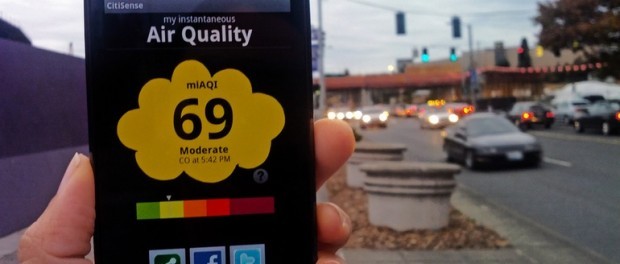 CitiSense
my instantaneous
Air Quality
miAQI
69
Moderate
CO at 5:42 PM
?
f